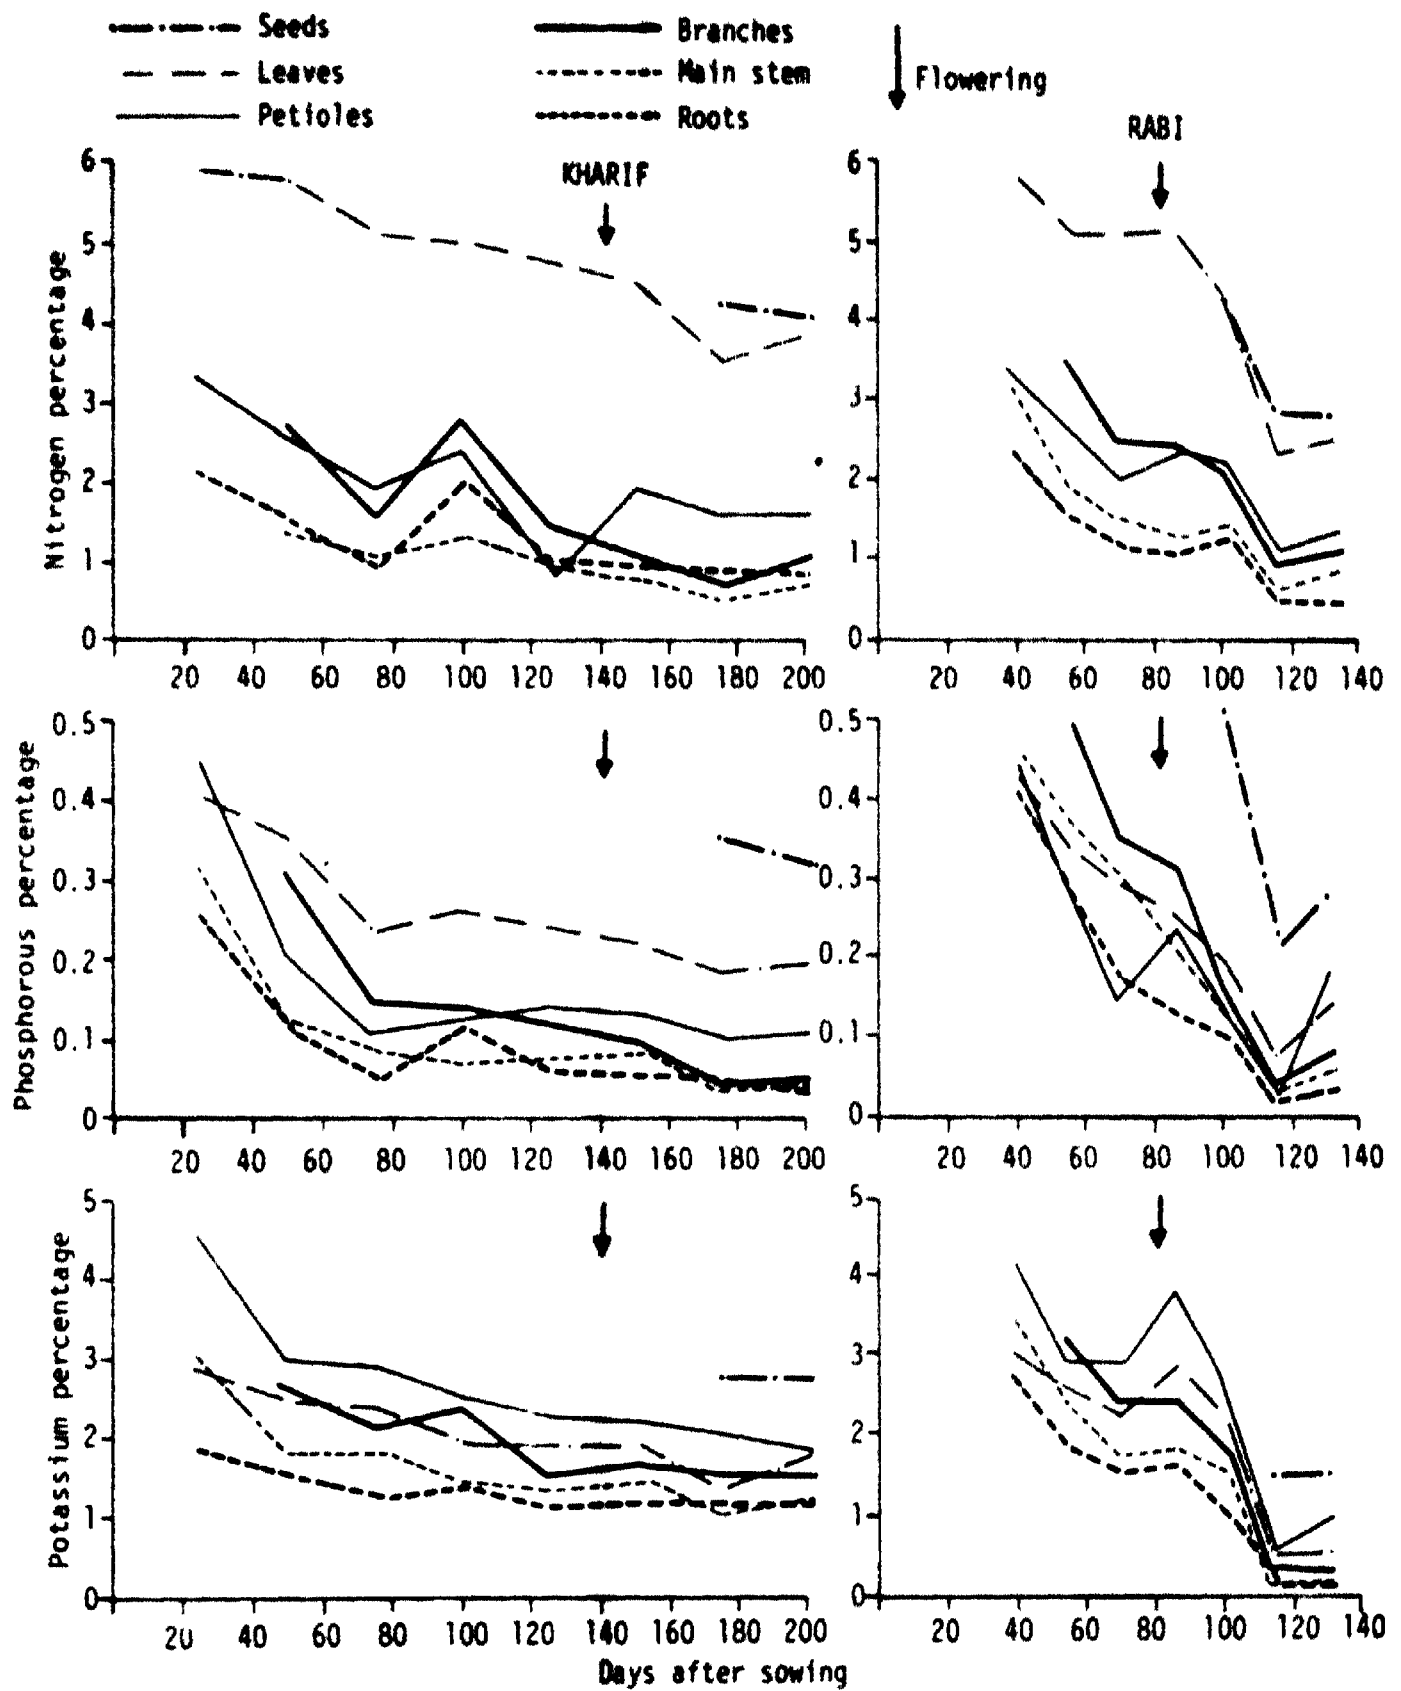 Seeds
Branches
Leaves
Main stem
Flowering
Petioles
Roots
KHARIF
RABI
Nitrogen percentage
6
5
4
3
2
1
0
20 40 60 80 100 120 140 160 180 200
6
5
4
3
2
1
0
20 40 60 80 100 120 140
Phosphorous percentage
0.5
0.4
0.3
0.2
0.1
0
20 40 60 80 100 120 140 160 180 200
0.5
0.4
0.3
0.2
0.1
0
20 40 60 80 100 120 140
Potassium percentage
5
4
3
2
1
0
20 40 60 80 100 120 140 160 180 200
5
4
3
2
1
0
20 40 60 80 100 120 140
Days after sowing